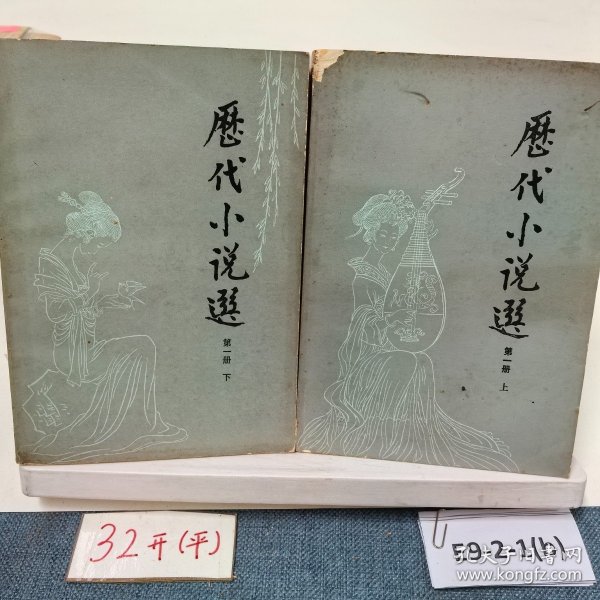 歷代小说選
第一册 下
歷代小说選
第一册 上
32开(平)
59-2-1(b)
孔夫子旧书网
www.kongfz.com